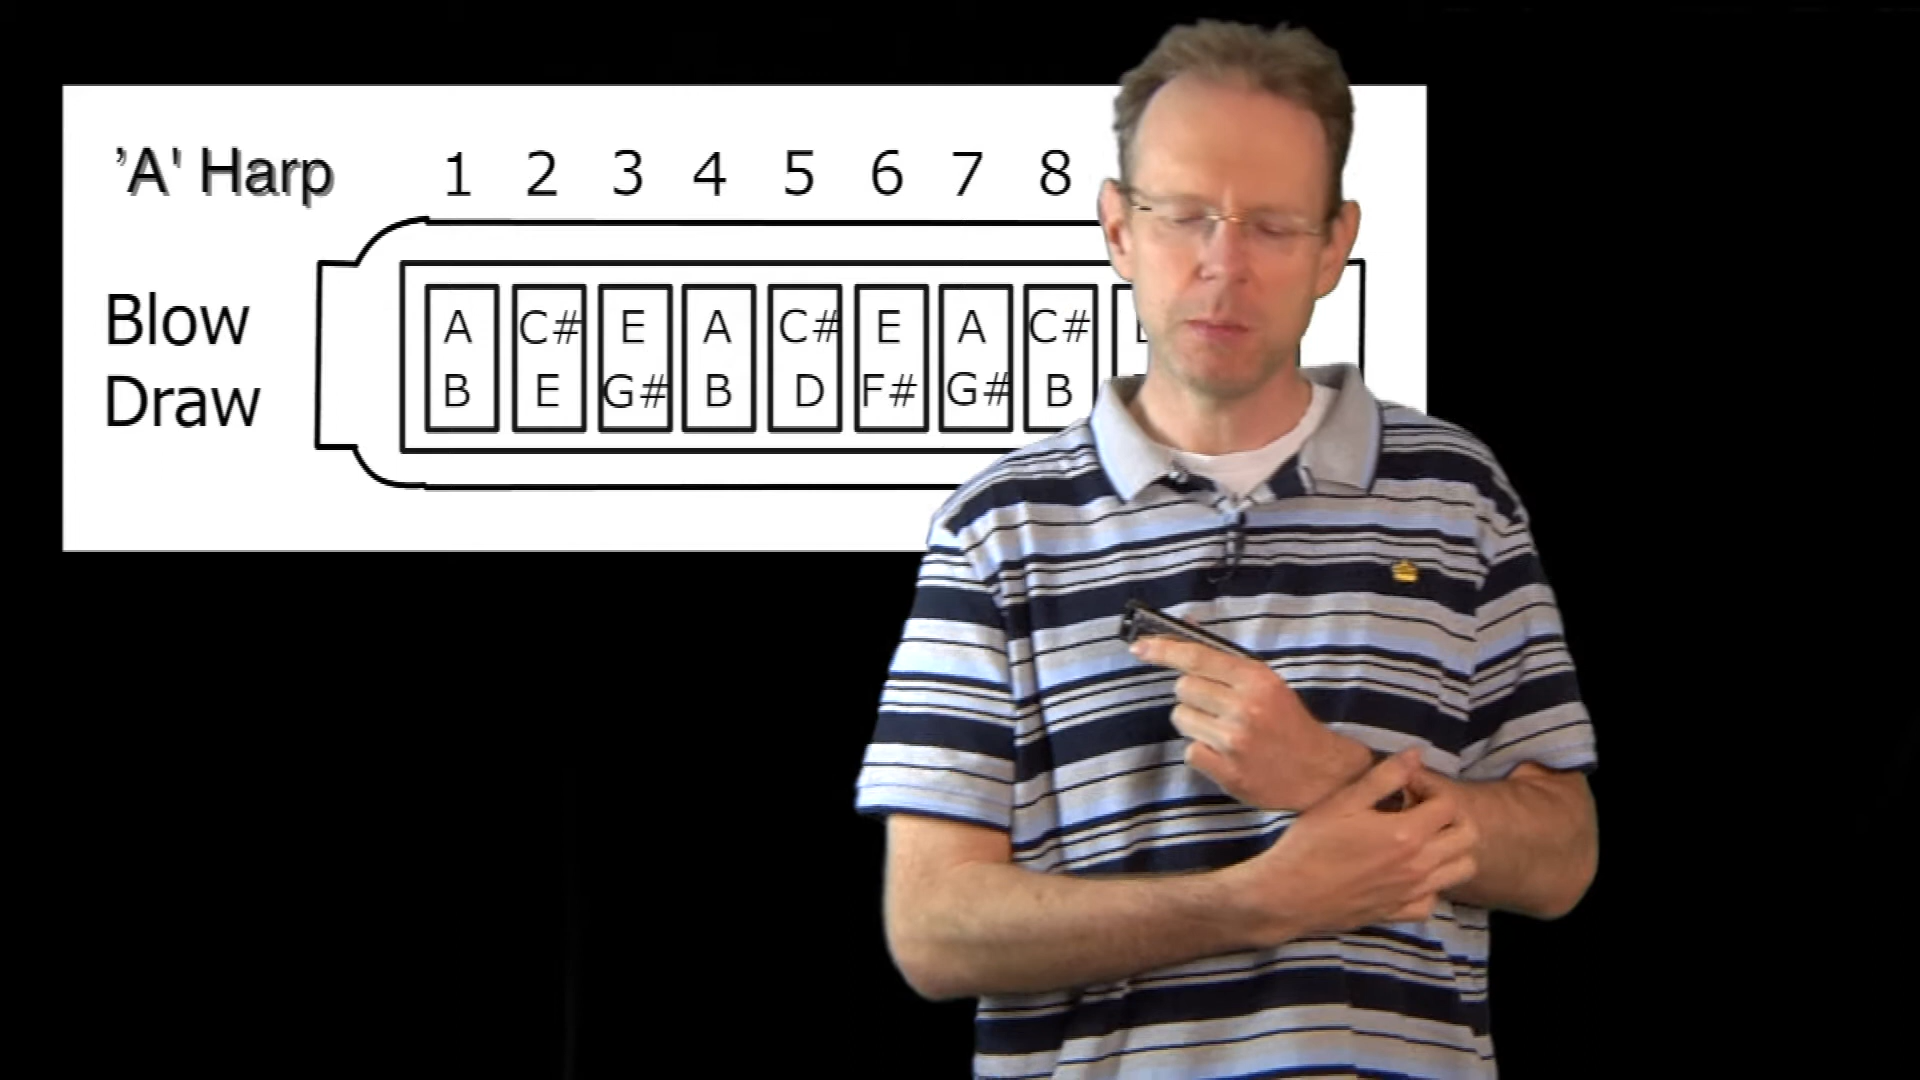 'A' Harp 1 2 3 4 5 6 7 8
Blow A C# E A C# E A C#
Draw B E G# B D F# G# B